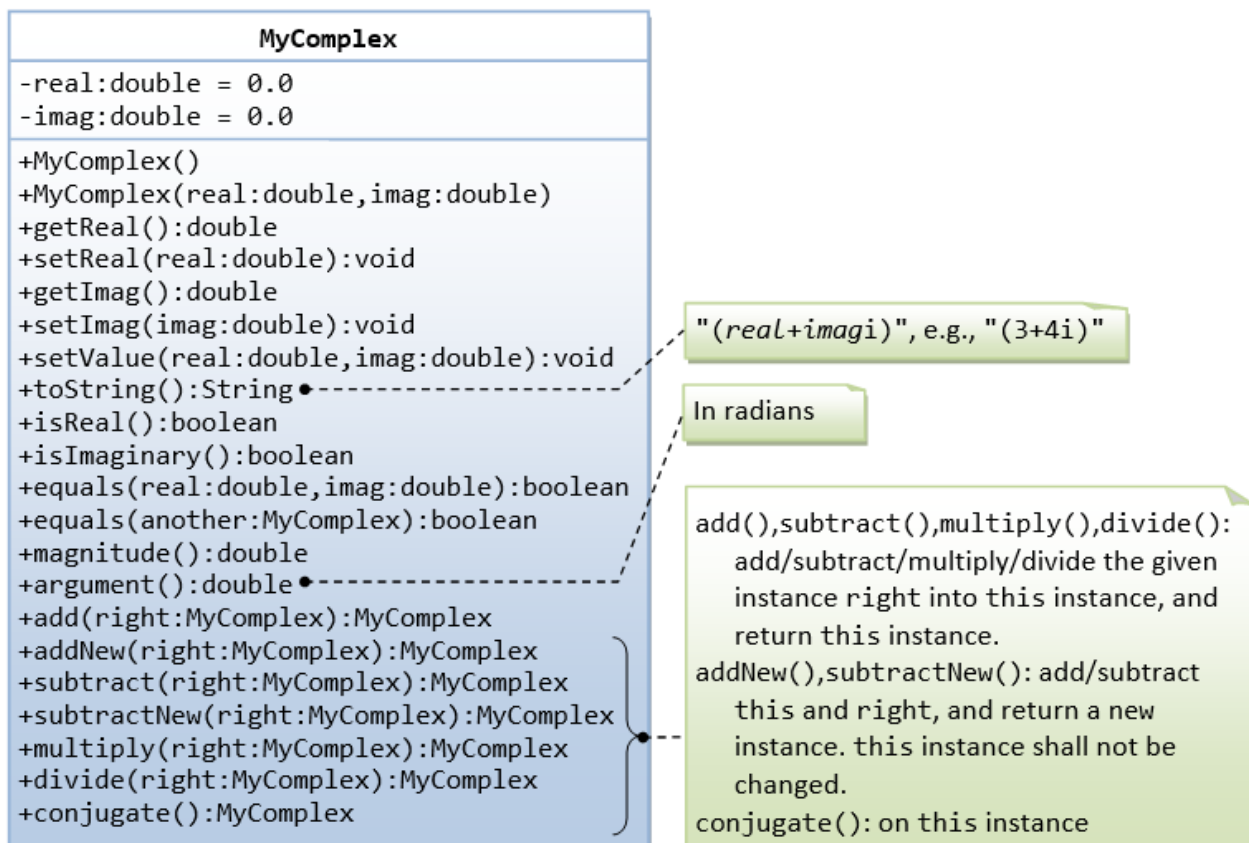 MyComplex
-real:double = 0.0
-imag:double = 0.0
+MyComplex()
+MyComplex(real:double,imag:double)
+getReal():double
+setReal(real:double):void
+getImag():double
+setImag(imag:double):void
+setValue(real:double,imag:double):void
+toString():String
+isReal():boolean
+isImaginary():boolean
+equals(real:double,imag:double):boolean
+equals(another:MyComplex):boolean
+magnitude():double
+argument():double
+add(right:MyComplex):MyComplex
+addNew(right:MyComplex):MyComplex
+subtract(right:MyComplex):MyComplex
+subtractNew(right:MyComplex):MyComplex
+multiply(right:MyComplex):MyComplex
+divide(right:MyComplex):MyComplex
+conjugate():MyComplex
"(real+imagi)", e.g., "(3+4i)"
In radians
add(),subtract(),multiply(),divide():
add/subtract/multiply/divide the given
instance right into this instance, and
return this instance.
addNew(),subtractNew(): add/subtract
this and right, and return a new
instance. this instance shall not be
changed.
conjugate(): on this instance